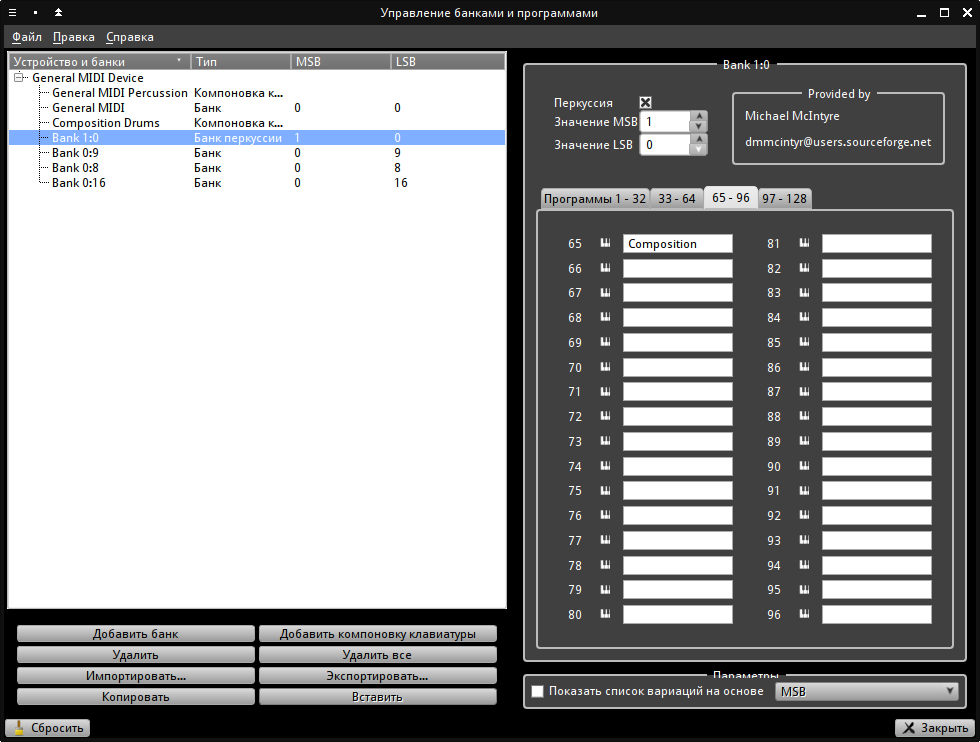 Управление банками и программами
Файл Правка Справка
Устройство и банки Тип MSB LSB
General MIDI Device
General MIDI Percussion Компоновка к...
General MIDI Банк 0 0
Composition Drums Компоновка к...
Bank 1:0 Банк перкуссии 1 0
Bank 0:9 Банк 0 9
Bank 0:8 Банк 0 8
Bank 0:16 Банк 0 16
Добавить банк Добавить компоновку клавиатуры
Удалить Удалить все
Импортировать... Экспортировать...
Копировать Вставить
Bank 1:0
Перкуссия
Значение MSB 1
Значение LSB 0
Provided by
Michael McIntyre
dmmcintyr@users.sourceforge.net
Программы 1 - 32 33 - 64 65 - 96 97 - 128
65 Composition 81
66 82
67 83
68 84
69 85
70 86
71 87
72 88
73 89
74 90
75 91
76 92
77 93
78 94
79 95
80 96
Параметры
Показать список вариаций на основе MSB
Сбросить Закрыть